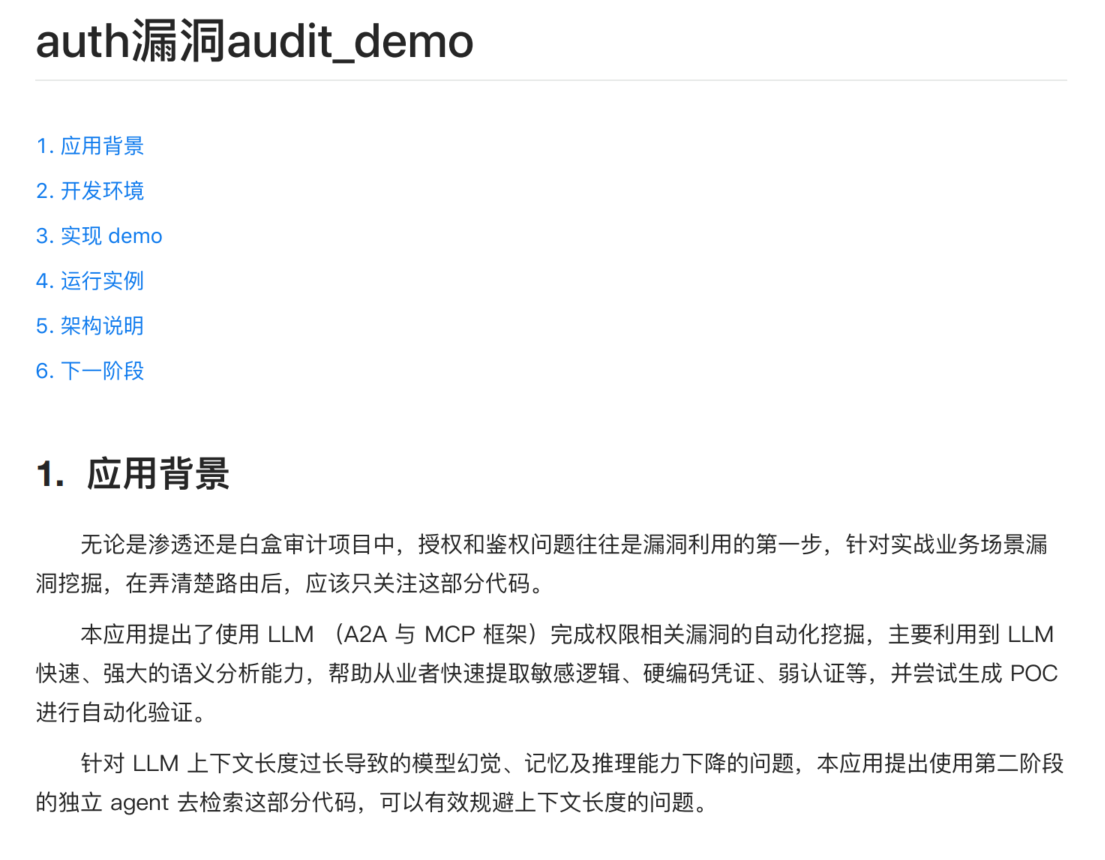 auth漏洞audit_demo
1. 应用背景
2. 开发环境
3. 实现 demo
4. 运行实例
5. 架构说明
6. 下一阶段
1. 应用背景
无论是渗透还是白盒审计项目中，授权和鉴权问题往往是漏洞利用的第一步，针对实战业务场景漏
洞挖掘，在弄清楚路由后，应该只关注这部分代码。
本应用提出了使用 LLM （A2A 与 MCP 框架）完成权限相关漏洞的自动化挖掘，主要利用到 LLM
快速、强大的语义分析能力，帮助从业者快速提取敏感逻辑、硬编码凭证、弱认证等，并尝试生成 POC
进行自动化验证。
针对 LLM 上下文长度过长导致的模型幻觉、记忆及推理能力下降的问题，本应用提出使用第二阶段
的独立 agent 去检索这部分代码，可以有效规避上下文长度的问题。